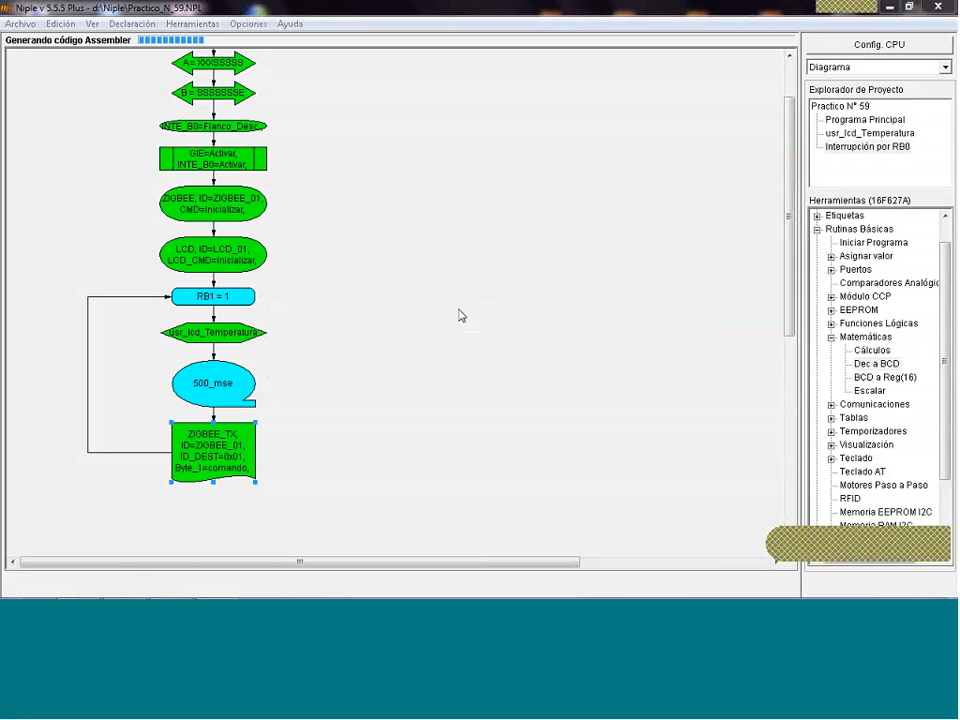 Niple v 5.5.5 Plus - d:\Niple\Practico_N_59.NPL
Archivo Edición Ver Declaración Herramientas Opciones Ayuda
Generando código Assembler
A= XXXSSSSS
B = SSSSSSSE
INTE_B0=Flanco_Desc.,
GIE=Activar,
INTE_B0=Activar,
ZIGBEE, ID=ZIGBEE_01,
CMD=Inicializar,
LCD, ID=LCD_01,
LCD_CMD=Inicializar,
RB1 = 1
usr_lcd_Temperatura
500_mse
ZIGBEE_TX,
ID=ZIGBEE_01,
ID_DEST=0x01,
Byte_1=comando,
Config. CPU
Diagrama
Explorador de Proyecto
Practico N° 59
Programa Principal
usr_lcd_Temperatura
Interrupción por RB0
Herramientas (16F627A)
Etiquetas
Rutinas Básicas
Iniciar Programa
Asignar valor
Puertos
Comparadores Analógic
Módulo CCP
EEPROM
Funciones Lógicas
Matemáticas
Cálculos
Dec a BCD
BCD a Reg(16)
Escalar
Comunicaciones
Tablas
Temporizadores
Visualización
Teclado
Teclado AT
Motores Paso a Paso
RFID
Memoria EEPROM I2C
Memoria RAM I2C